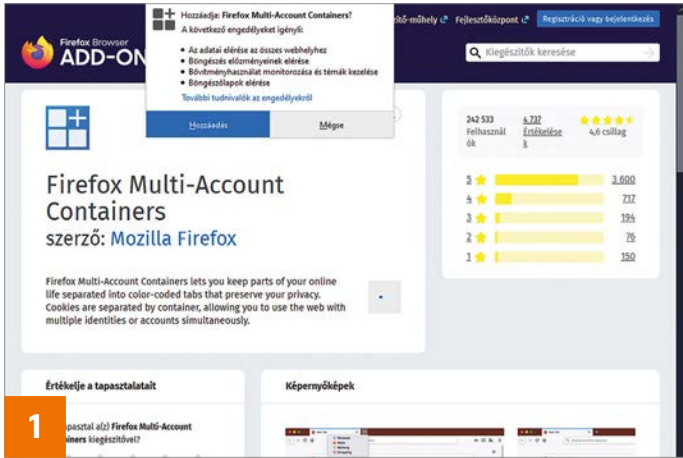 Hozzáadja: Firefox Multi-Account Containers?
A következő engedélyeket igényli:
• Az adatai elérése az összes webhelyhez
• Böngészés előzményeinek elérése
• Bővítményhasználat monitorozása és témák kezelése
• Böngészőlapok elérése
További tudnivalók az engedélyekről
Hozzáadás
Mégse
Fejlesztőközpont
Regisztráció vagy bejelentkezés
Firefox Browser
ADD-ON
Kiegészítők keresése
Firefox Multi-Account
Containers
szerző: Mozilla Firefox
Firefox Multi-Account Containers lets you keep parts of your online
life separated into color-coded tabs that preserve your privacy.
Cookies are separated by container, allowing you to use the web with
multiple identities or accounts simultaneously.
242 533
Felhasznál
ók
4.737
Értékelése
k
4,6 csillag
5 3 600
4 717
3 194
2 76
1 150
Értékelje a tapasztalatait
Képernyőképek
apasztal a(z) Firefox Multi-Account
ainers kiegészítővel?
1